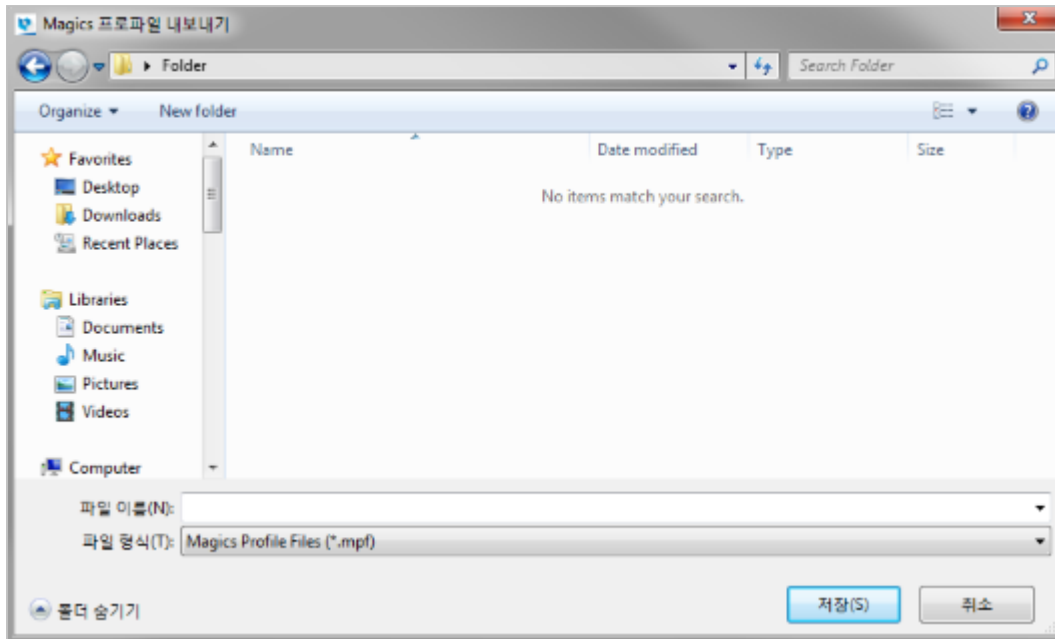 Magics 프로파일 내보내기
Folder
Search Folder
Organize
New folder
Name
Date modified
Type
Size
Favorites
Desktop
Downloads
Recent Places
No items match your search.
Libraries
Documents
Music
Pictures
Videos
Computer
파일 이름(N):
파일 형식(T): Magics Profile Files (*.mpf)
폴더 숨기기
저장(S)
취소